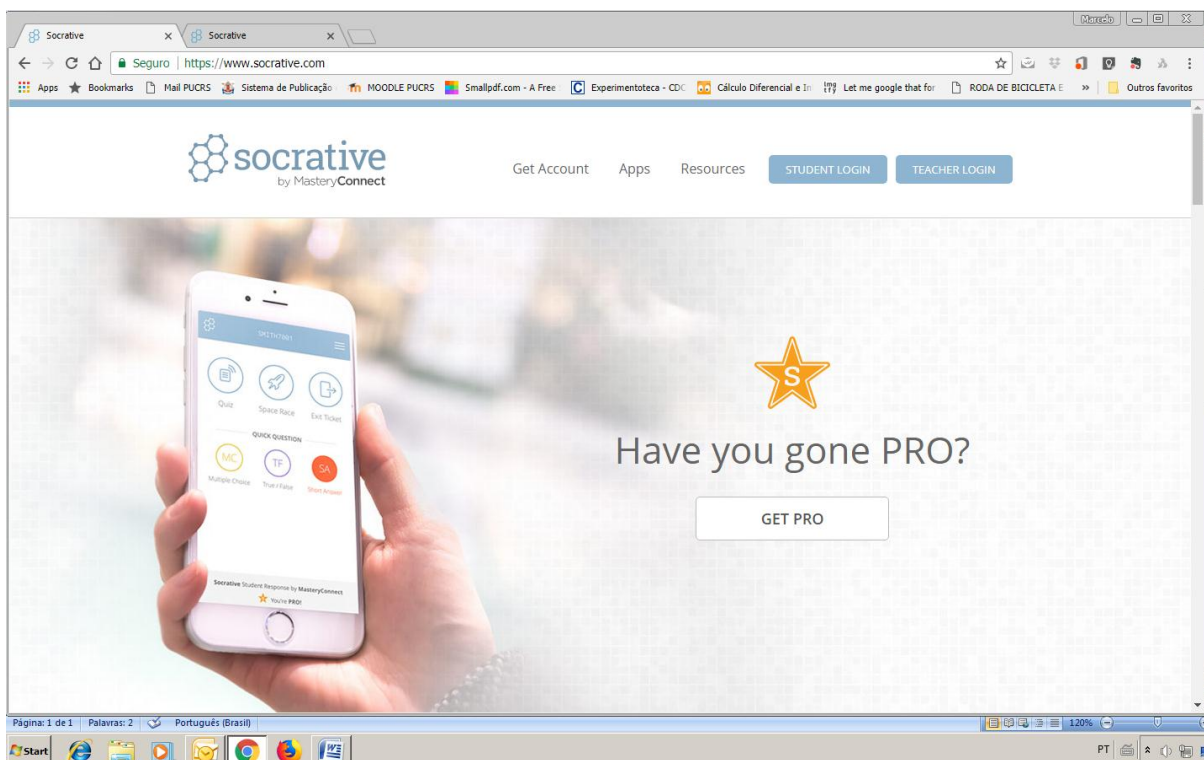 Marcelo
Socrative
Socrative
Seguro | https://www.socrative.com
Apps Bookmarks Mail PUCRS Sistema de Publicação MOODLE PUCRS Smallpdf.com - A Free Experimentoteca - CDC Cálculo Diferencial e In Let me google that for RODA DE BICICLETA E » Outros favoritos
socrative
by MasteryConnect
Get Account Apps Resources STUDENT LOGIN TEACHER LOGIN
SMITH7001
Quiz Space Race Exit Ticket
QUICK QUESTION
MC TF SA
Multiple Choice True / False Short Answer
Socrative Student Response by MasteryConnect
You're PRO!
S
Have you gone PRO?
GET PRO
Página: 1 de 1 Palavras: 2 Português (Brasil) 120%
Start PT